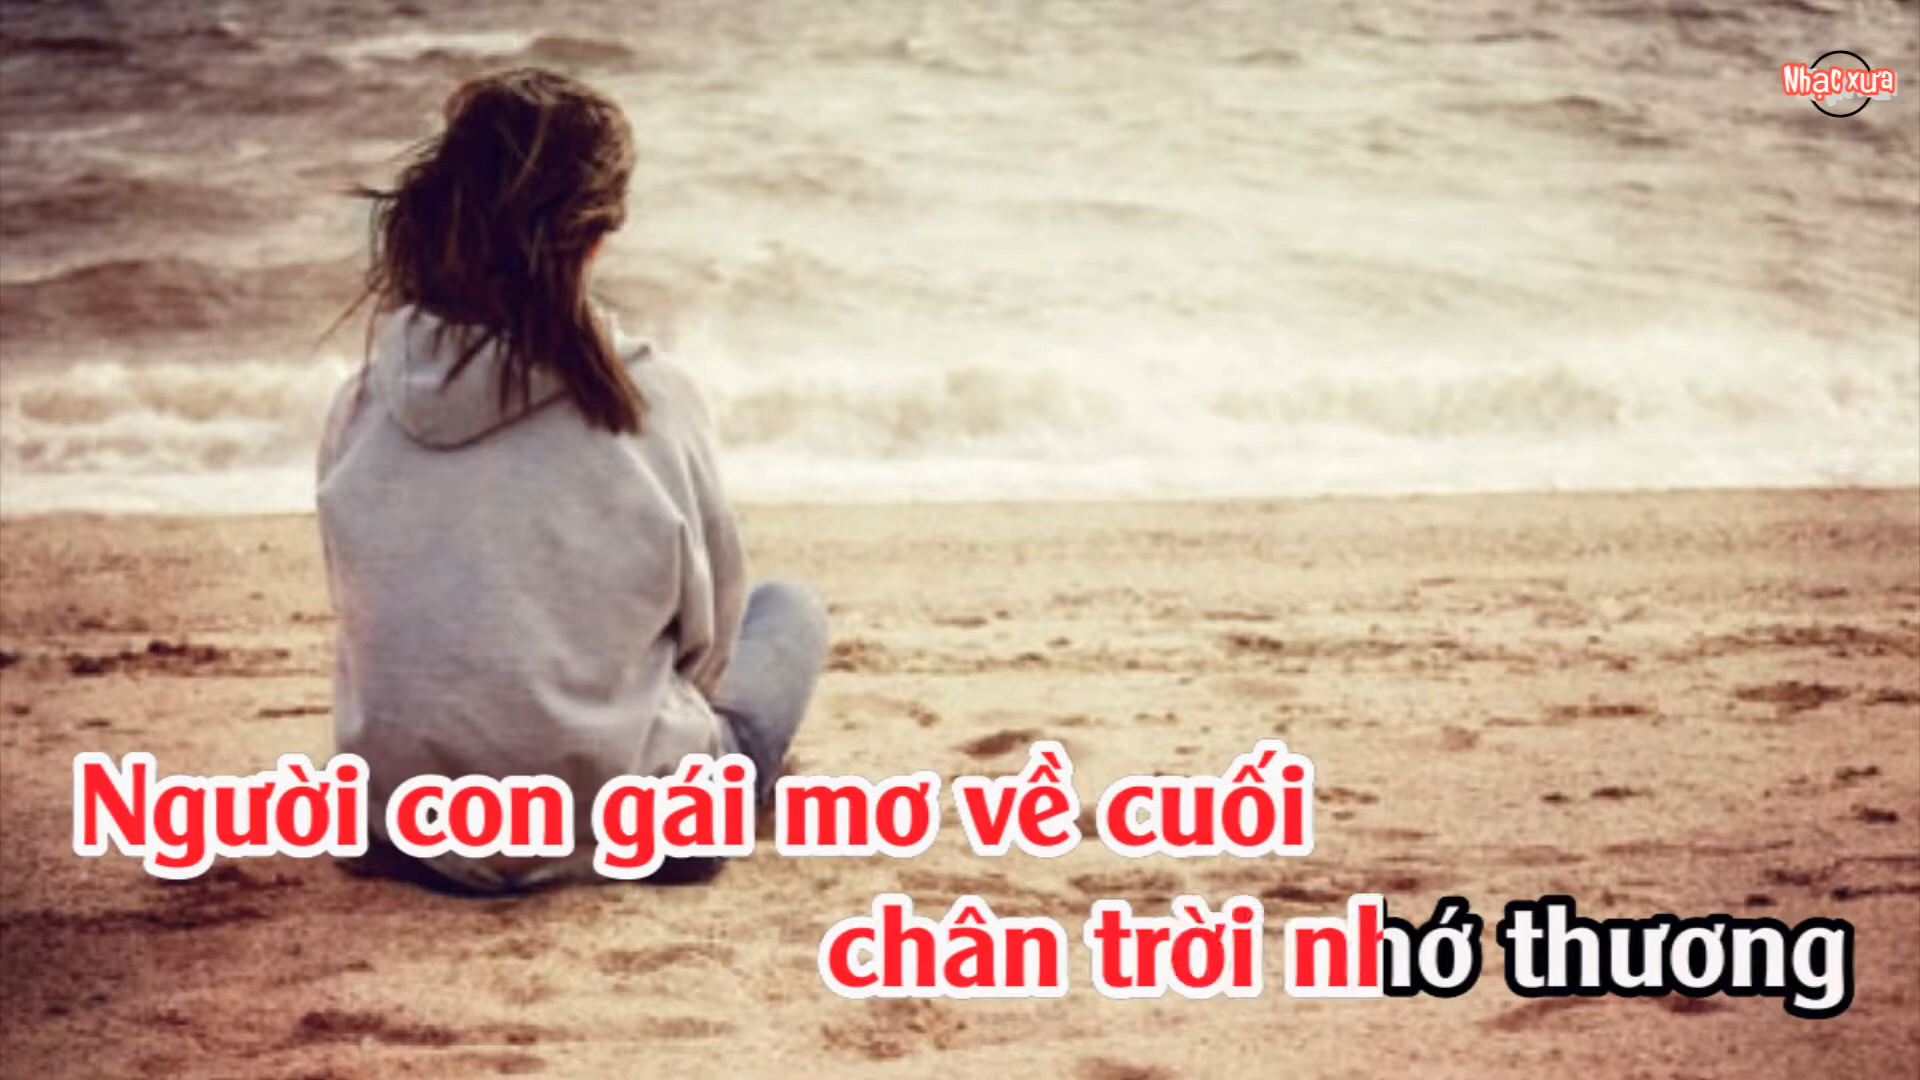 Nhạc xưa
Người con gái mơ về cuối
chân trời nhớ thương